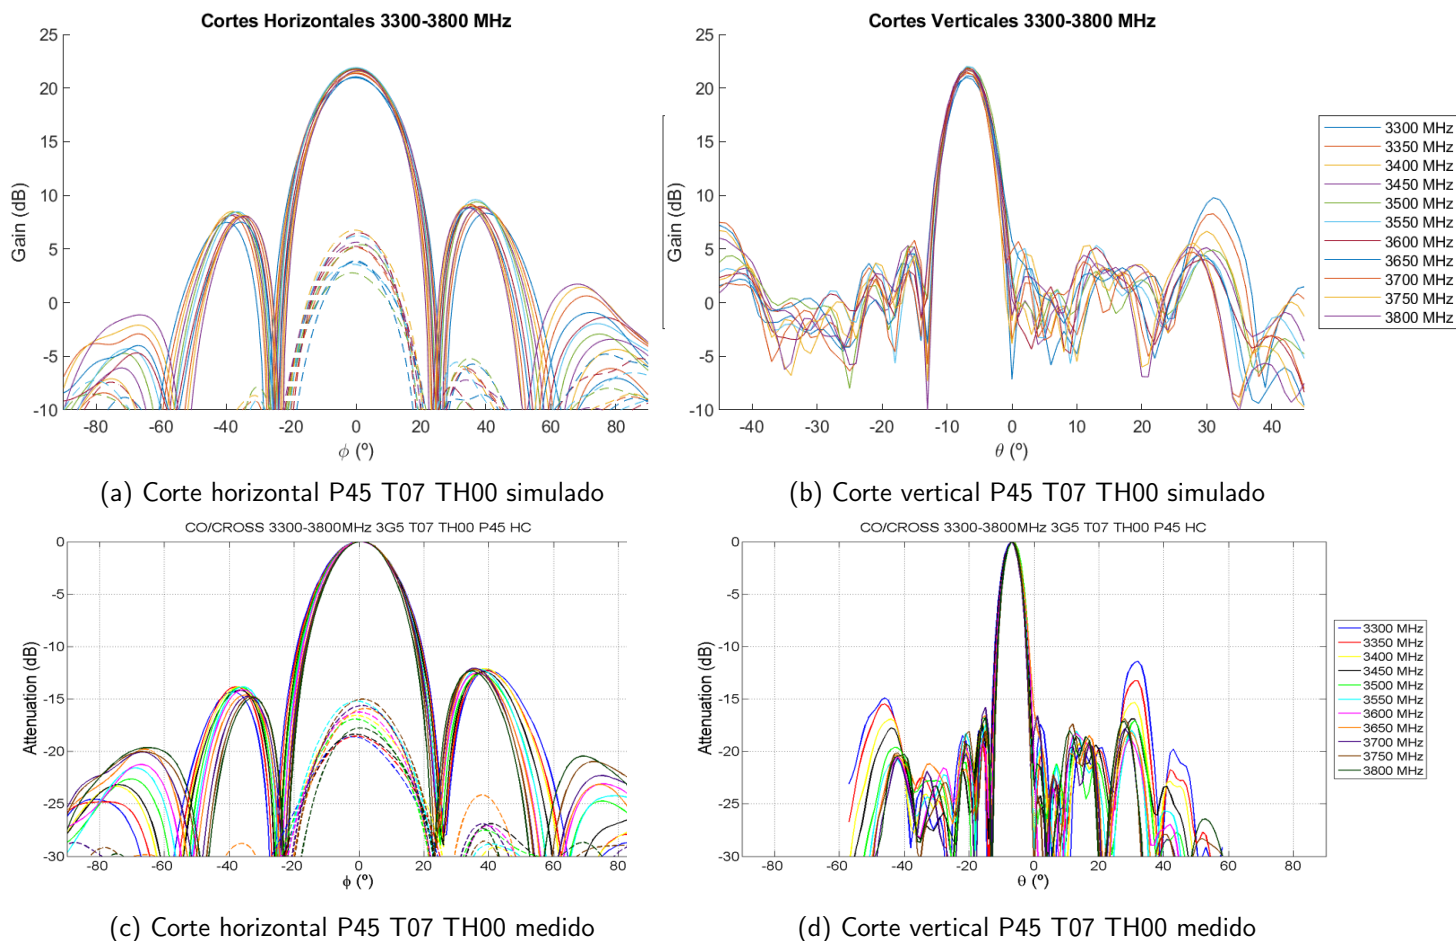 Cortes Horizontales 3300-3800 MHz
25
20
15
10
5
0
-5
-10
Gain (dB)
-80 -60 -40 -20 0 20 40 60 80
ϕ (º)
(a) Corte horizontal P45 T07 TH00 simulado
Cortes Verticales 3300-3800 MHz
25
20
15
10
5
0
-5
-10
Gain (dB)
-40 -30 -20 -10 0 10 20 30 40
θ (º)
3300 MHz
3350 MHz
3400 MHz
3450 MHz
3500 MHz
3550 MHz
3600 MHz
3650 MHz
3700 MHz
3750 MHz
3800 MHz
(b) Corte vertical P45 T07 TH00 simulado
CO/CROSS 3300-3800MHz 3G5 T07 TH00 P45 HC
0
-5
-10
-15
-20
-25
-30
Attenuation (dB)
-80 -60 -40 -20 0 20 40 60 80
ϕ (º)
(c) Corte horizontal P45 T07 TH00 medido
CO/CROSS 3300-3800MHz 3G5 T07 TH00 P45 HC
0
-5
-10
-15
-20
-25
-30
Attenuation (dB)
-80 -60 -40 -20 0 20 40 60 80
θ (º)
3300 MHz
3350 MHz
3400 MHz
3450 MHz
3500 MHz
3550 MHz
3600 MHz
3650 MHz
3700 MHz
3750 MHz
3800 MHz
(d) Corte vertical P45 T07 TH00 medido